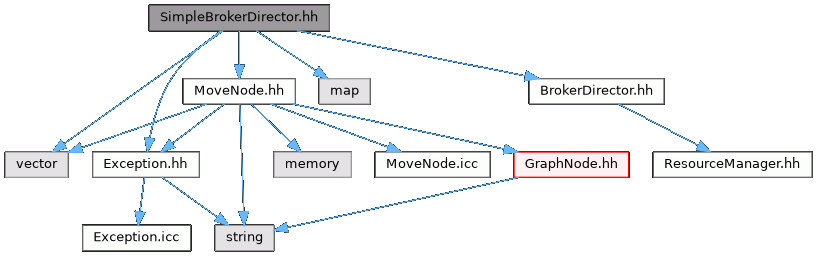 SimpleBrokerDirector.hh
MoveNode.hh
map
BrokerDirector.hh
vector
Exception.hh
memory
MoveNode.icc
GraphNode.hh
ResourceManager.hh
Exception.icc
string